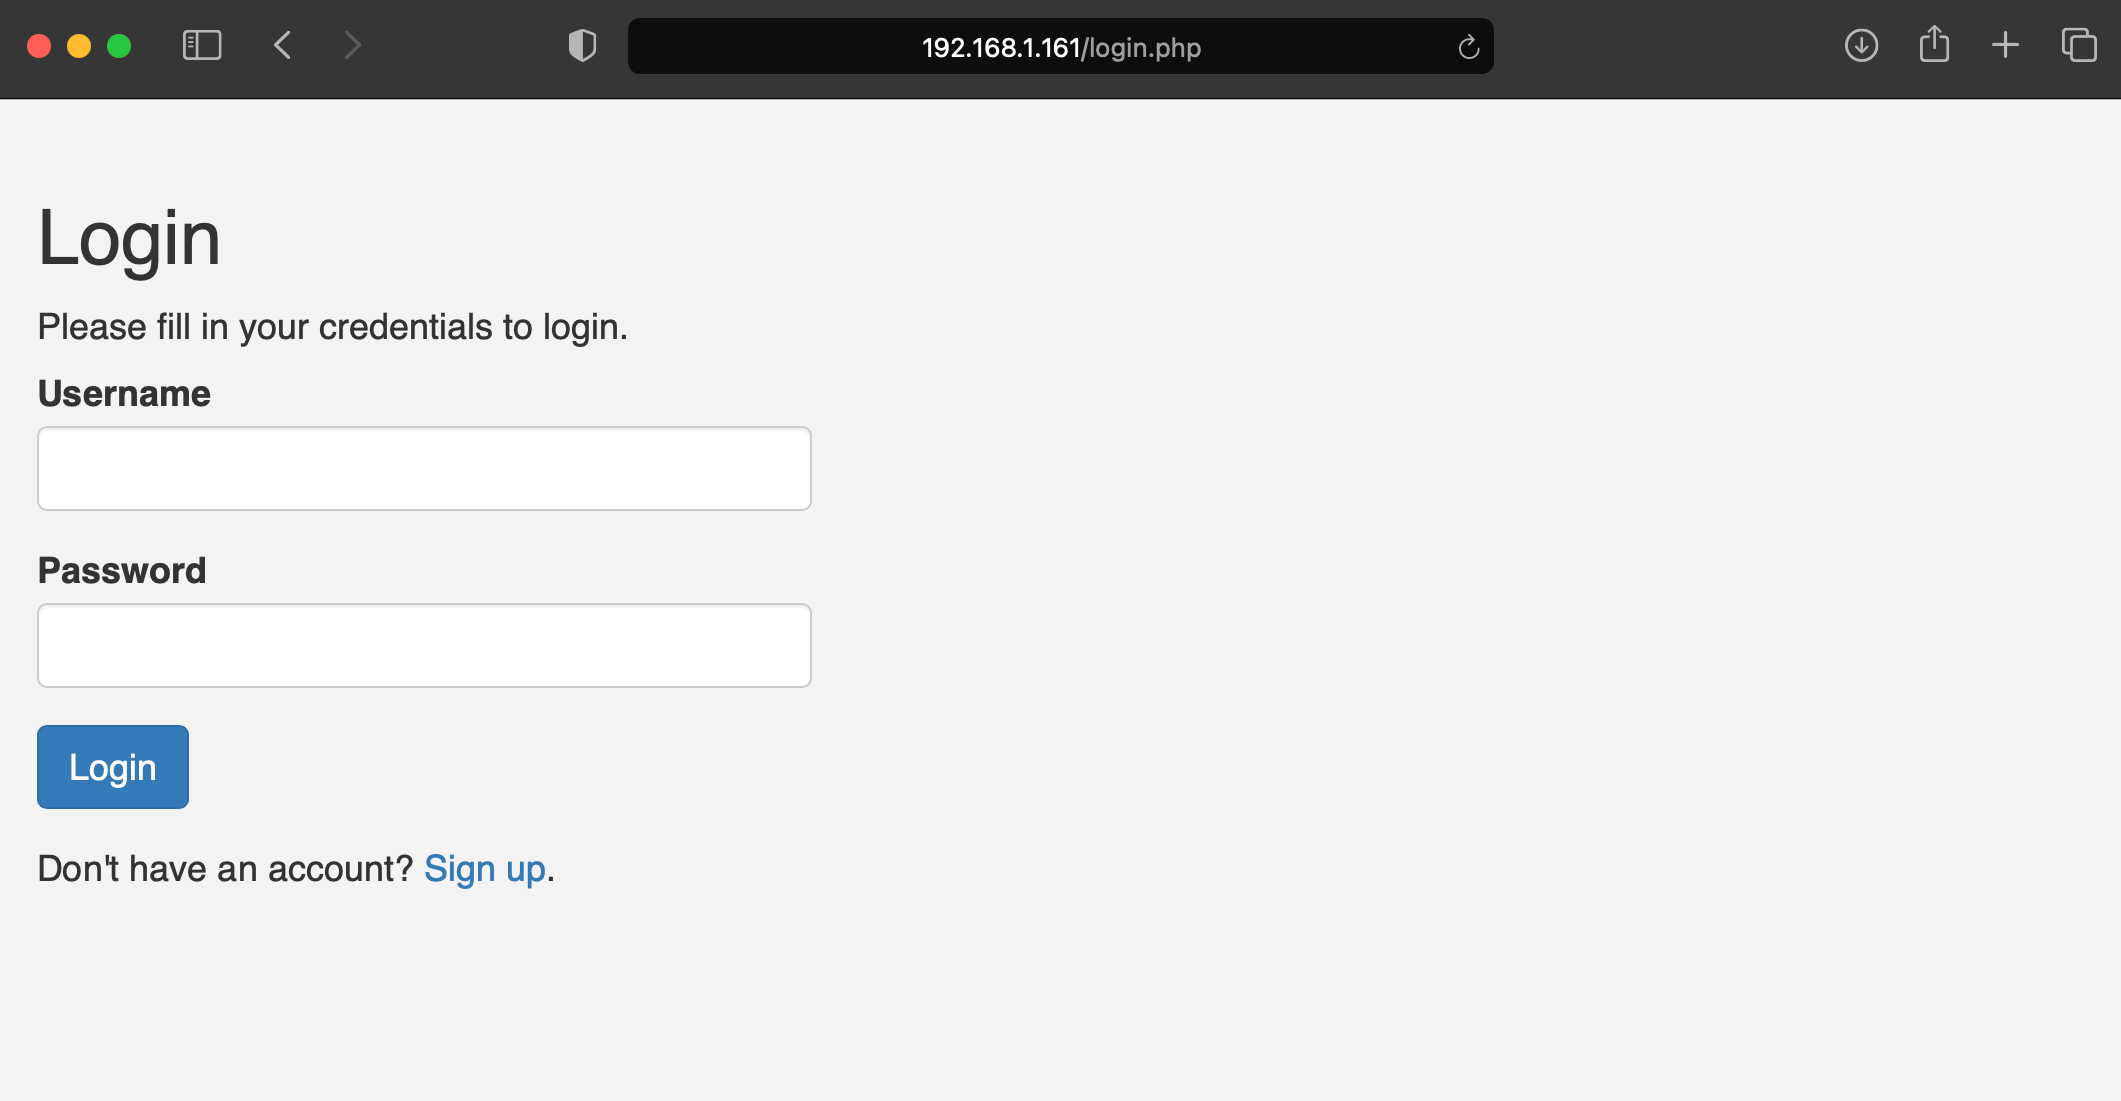 192.168.1.161/login.php
Login
Please fill in your credentials to login.
Username
Password
Login
Don't have an account? Sign up.